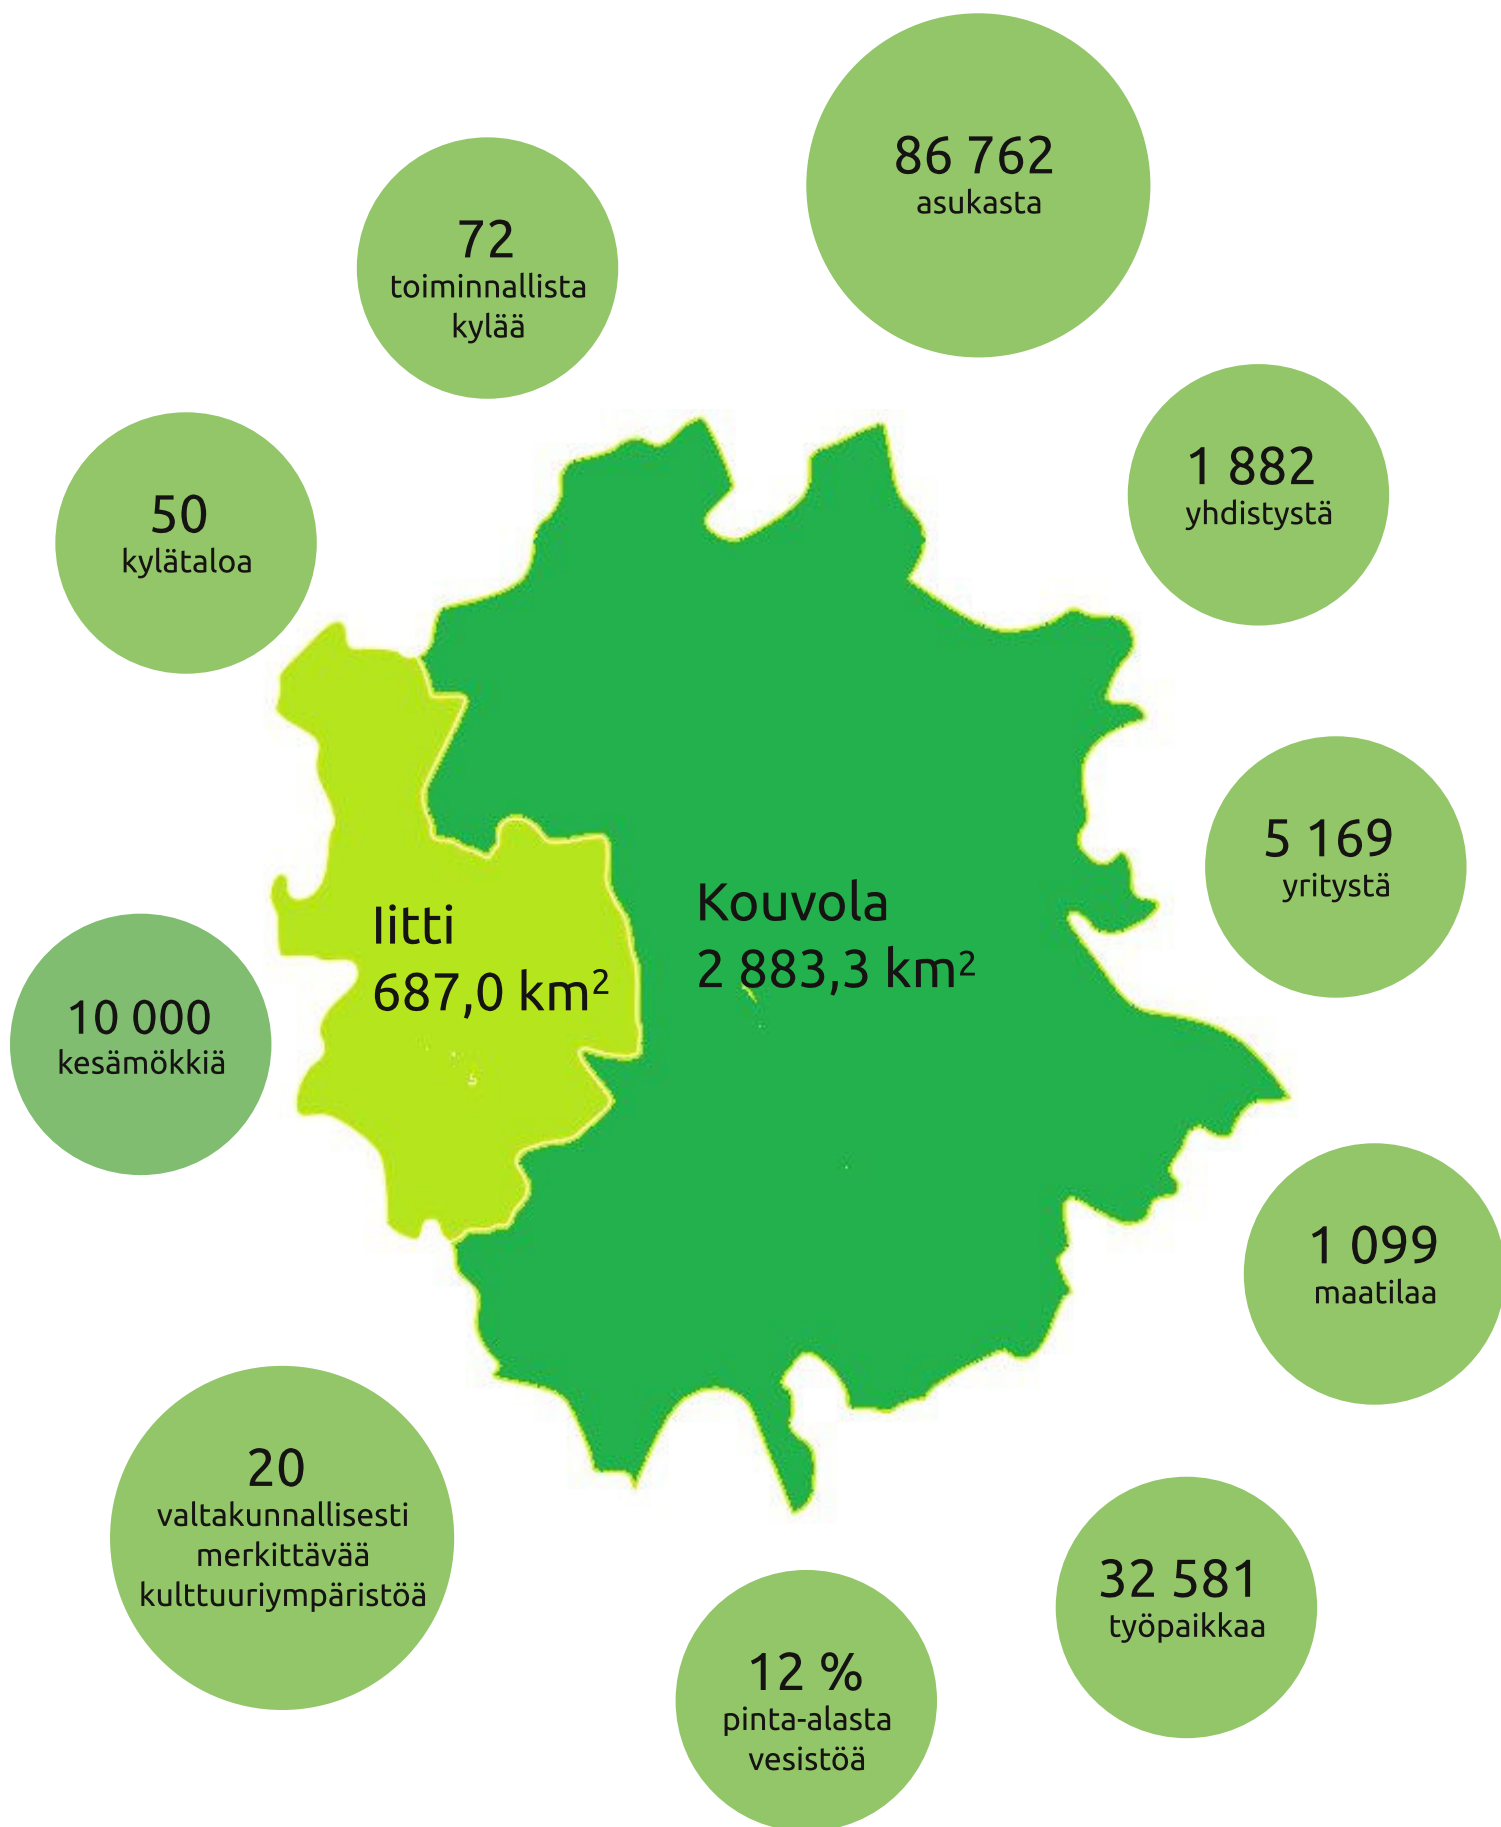 86 762
asukasta
72
toiminnallista
kylää
1 882
yhdistystä
50
kylätaloa
5 169
yritystä
Iitti
687,0 km²
Kouvola
2 883,3 km²
10 000
kesämökkiä
1 099
maatilaa
20
valtakunnallisesti
merkittävää
kulttuuriympäristöä
32 581
työpaikkaa
12 %
pinta-alasta
vesistöä